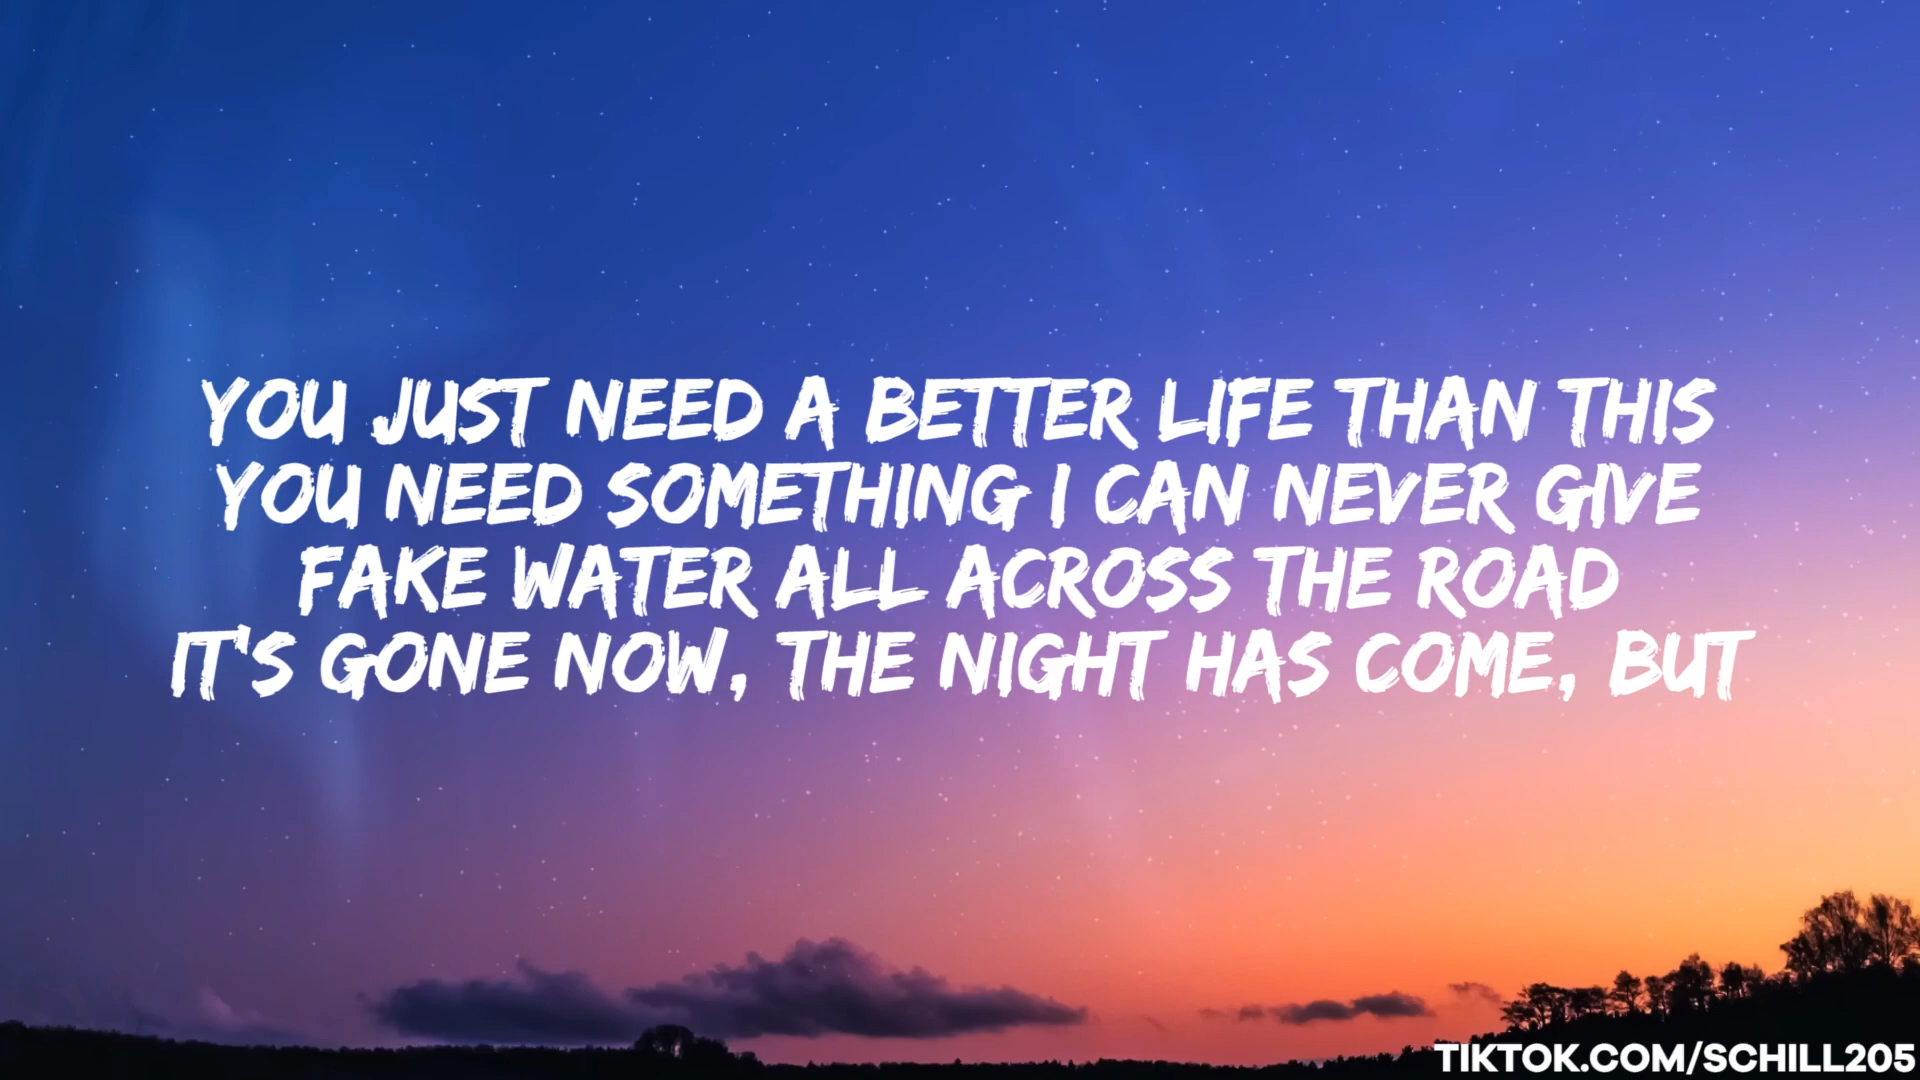 YOU JUST NEED A BETTER LIFE THAN THIS
YOU NEED SOMETHING I CAN NEVER GIVE
FAKE WATER ALL ACROSS THE ROAD
IT'S GONE NOW, THE NIGHT HAS COME, BUT
TIKTOK.COM/SCHILL205